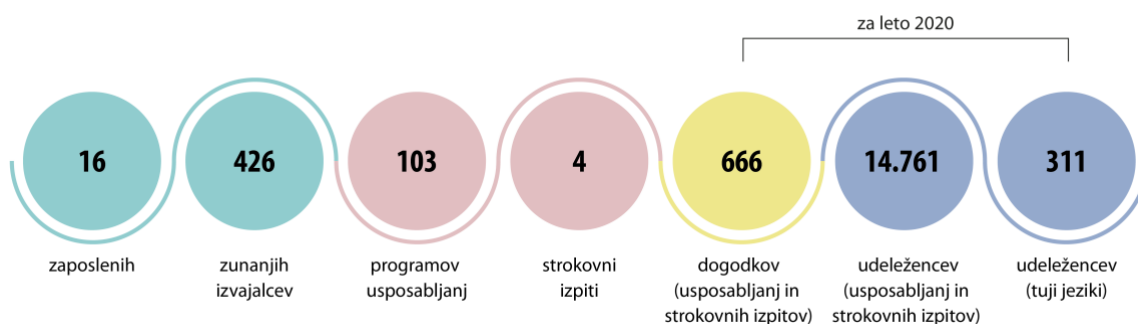 za leto 2020
16
zaposlenih
426
zunanjih
izvajalcev
103
programov
usposabljanj
4
strokovni
izpiti
666
dogodkov
(usposabljanj in
strokovnih izpitov)
14.761
udeležencev
(usposabljanj in
strokovnih izpitov)
311
udeležencev
(tuji jeziki)